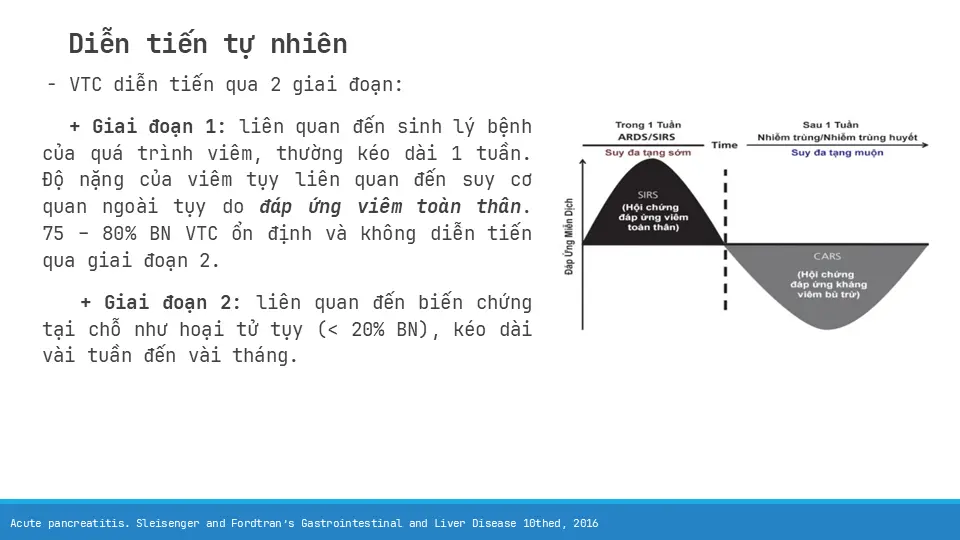 Diễn tiến tự nhiên
- VTC diễn tiến qua 2 giai đoạn:
+ Giai đoạn 1: liên quan đến sinh lý bệnh
của quá trình viêm, thường kéo dài 1 tuần.
Độ nặng của viêm tụy liên quan đến suy cơ
quan ngoài tụy do đáp ứng viêm toàn thân.
75 – 80% BN VTC ổn định và không diễn tiến
qua giai đoạn 2.
+ Giai đoạn 2: liên quan đến biến chứng
tại chỗ như hoại tử tụy (< 20% BN), kéo dài
vài tuần đến vài tháng.
Trong 1 Tuần
ARDS/SIRS
Suy đa tạng sớm
Time
Sau 1 Tuần
Nhiễm trùng/Nhiễm trùng huyết
Suy đa tạng muộn
Đáp Ứng Miễn Dịch
SIRS
(Hội chứng
đáp ứng viêm
toàn thân)
CARS
(Hội chứng
đáp ứng kháng
viêm bù trừ)
Acute pancreatitis. Sleisenger and Fordtran's Gastrointestinal and Liver Disease 10thed, 2016